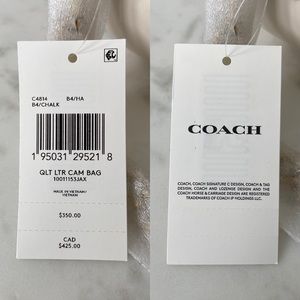 C4814 B4/HA
B4/CHALK
1 95031 29521 8
QLT LTR CAM BAG
10011153JAX
MADE IN VIETNAM/
VIETNAM
$350.00
CAD
$425.00
COACH
COACH, COACH SIGNATURE C DESIGN, COACH & TAG
DESIGN, COACH AND LOZENGE DESIGN AND THE
COACH HORSE & CARRIAGE DESIGN ARE REGISTERED
TRADEMARKS OF COACH IP HOLDINGS LLC.